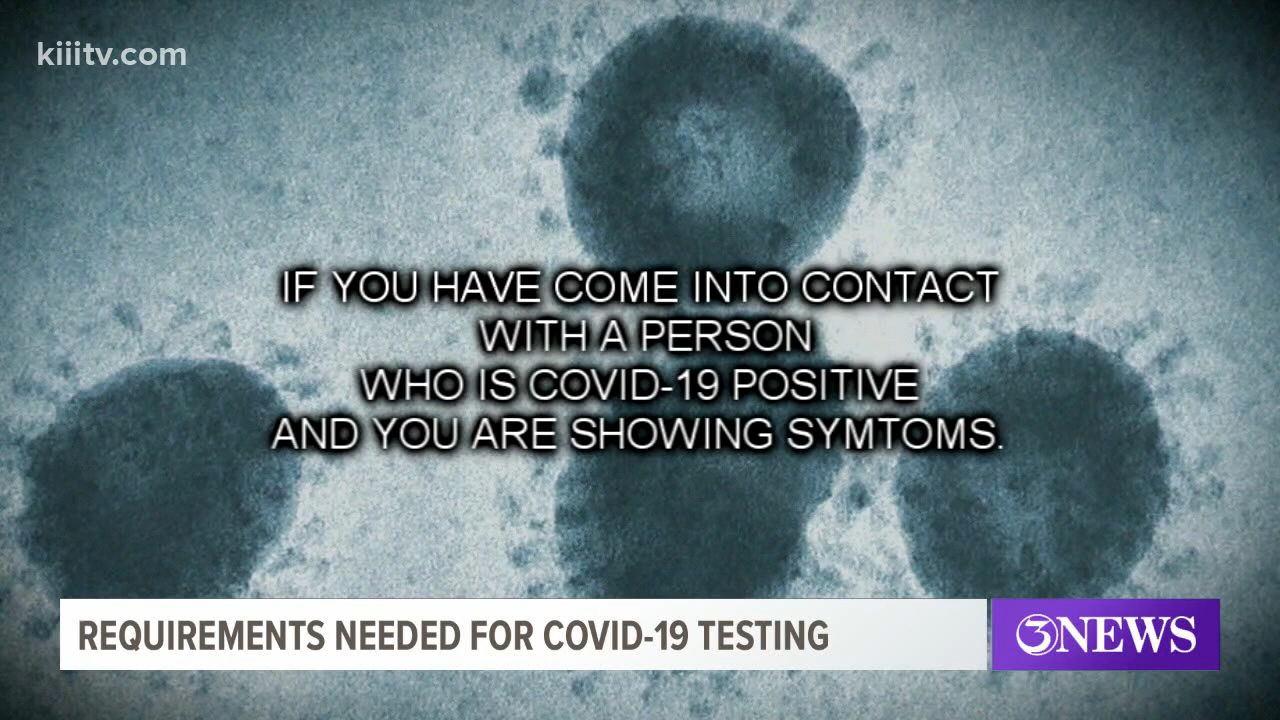 kiiitv.com
IF YOU HAVE COME INTO CONTACT
WITH A PERSON
WHO IS COVID-19 POSITIVE
AND YOU ARE SHOWING SYMTOMS.
REQUIREMENTS NEEDED FOR COVID-19 TESTING
3NEWS